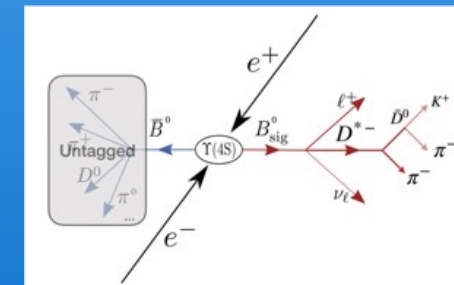 e⁺
π⁻
B̄⁰
Υ(4S)
B⁰sig
ℓ⁺
D*⁻
D̄⁰
K⁺
π⁻
π⁻
π⁺
Untagged
D⁰
π⁰
...
e⁻
νℓ